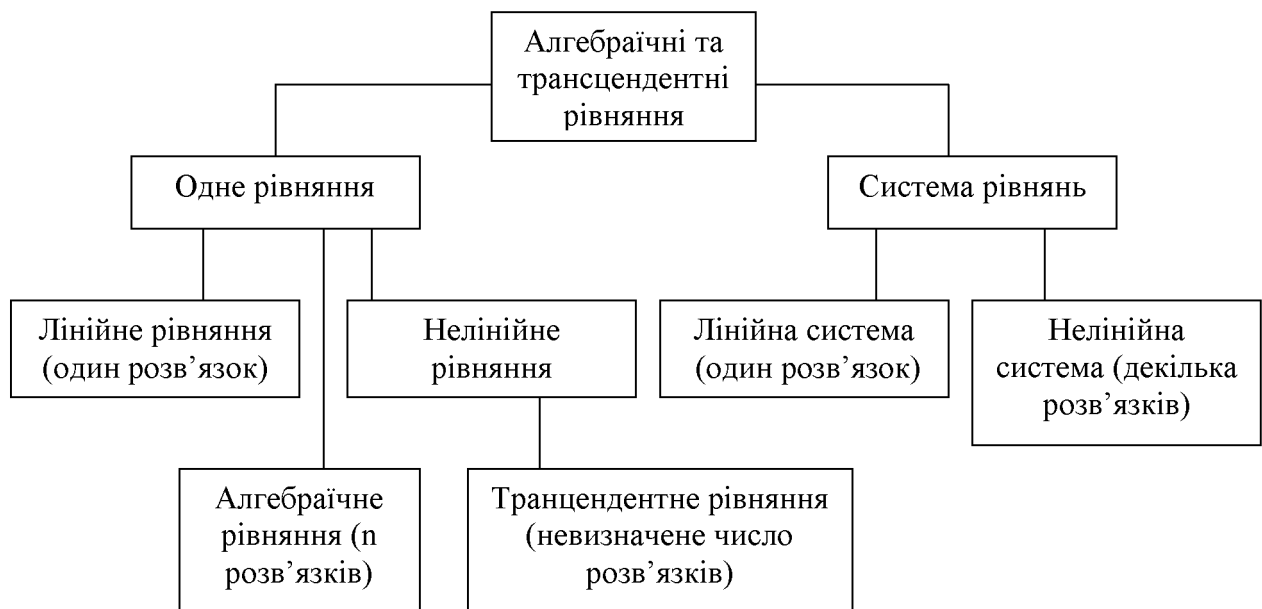 Алгебраїчні та
трансцендентні
рівняння
Одне рівняння
Система рівнянь
Лінійне рівняння
(один розв’язок)
Нелінійне
рівняння
Лінійна система
(один розв’язок)
Нелінійна
система (декілька
розв’язків)
Алгебраїчне
рівняння (n
розв’язків)
Транцендентне рівняння
(невизначене число
розв’язків)